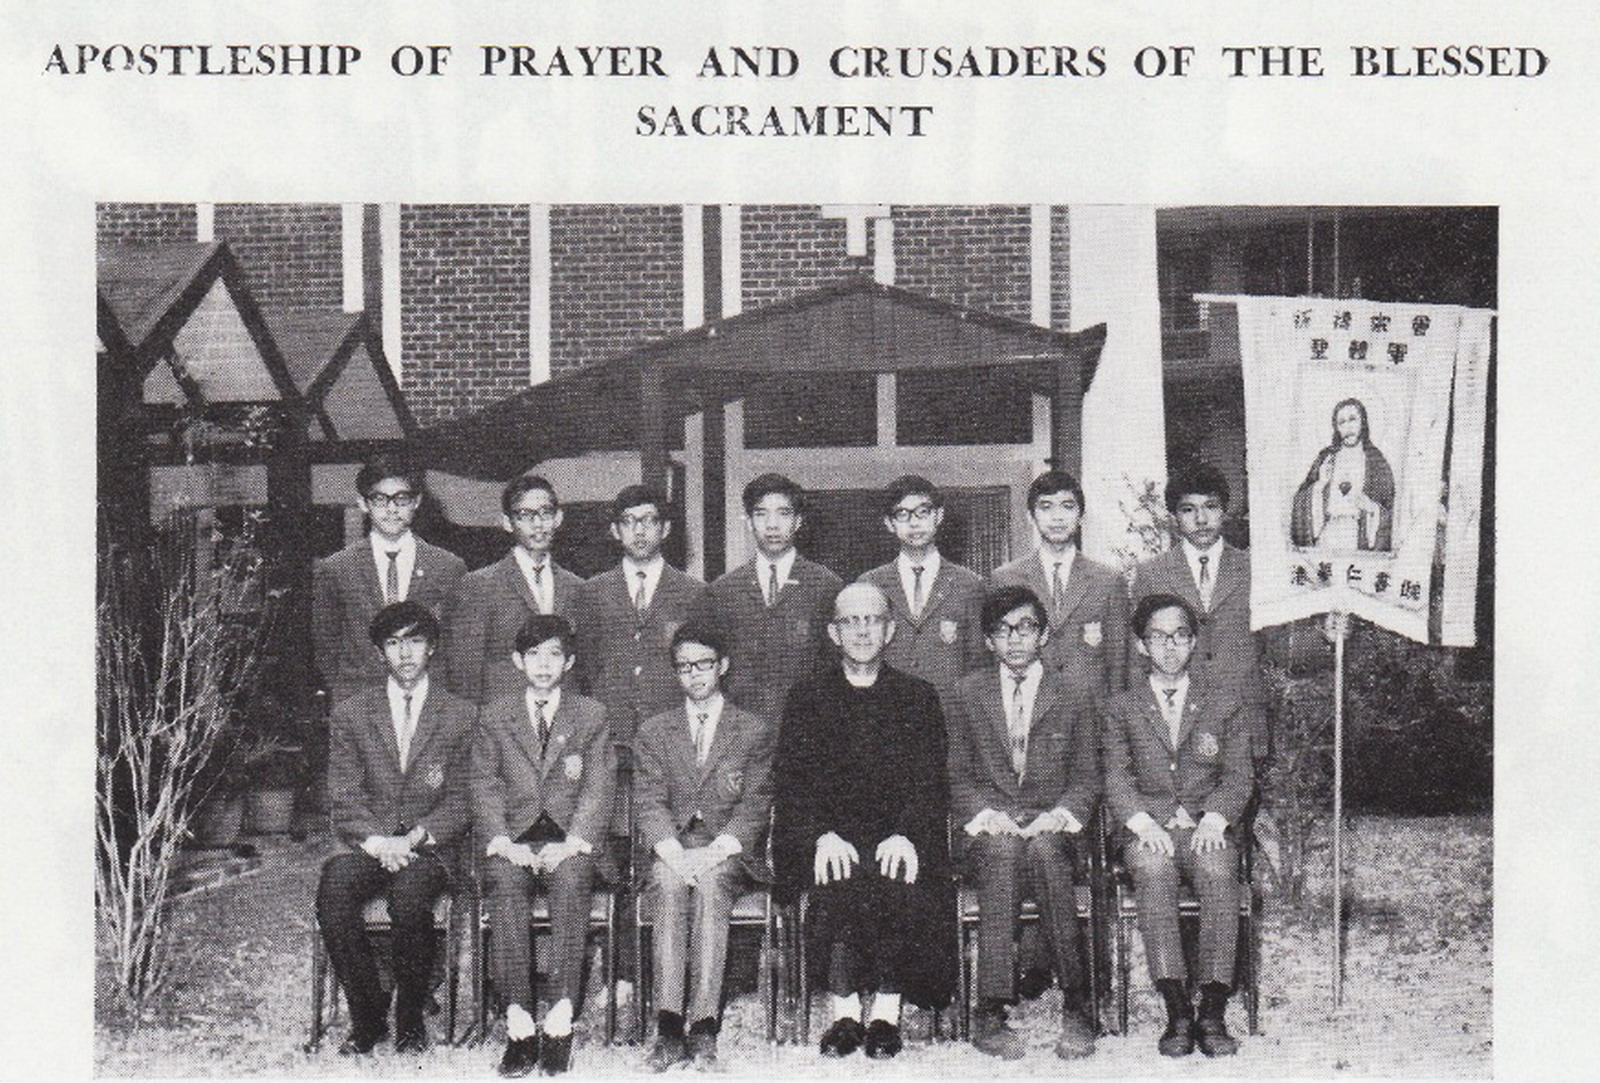 APOSTLESHIP OF PRAYER AND CRUSADERS OF THE BLESSED
SACRAMENT
祈禱宗會
聖體軍
港華仁書院